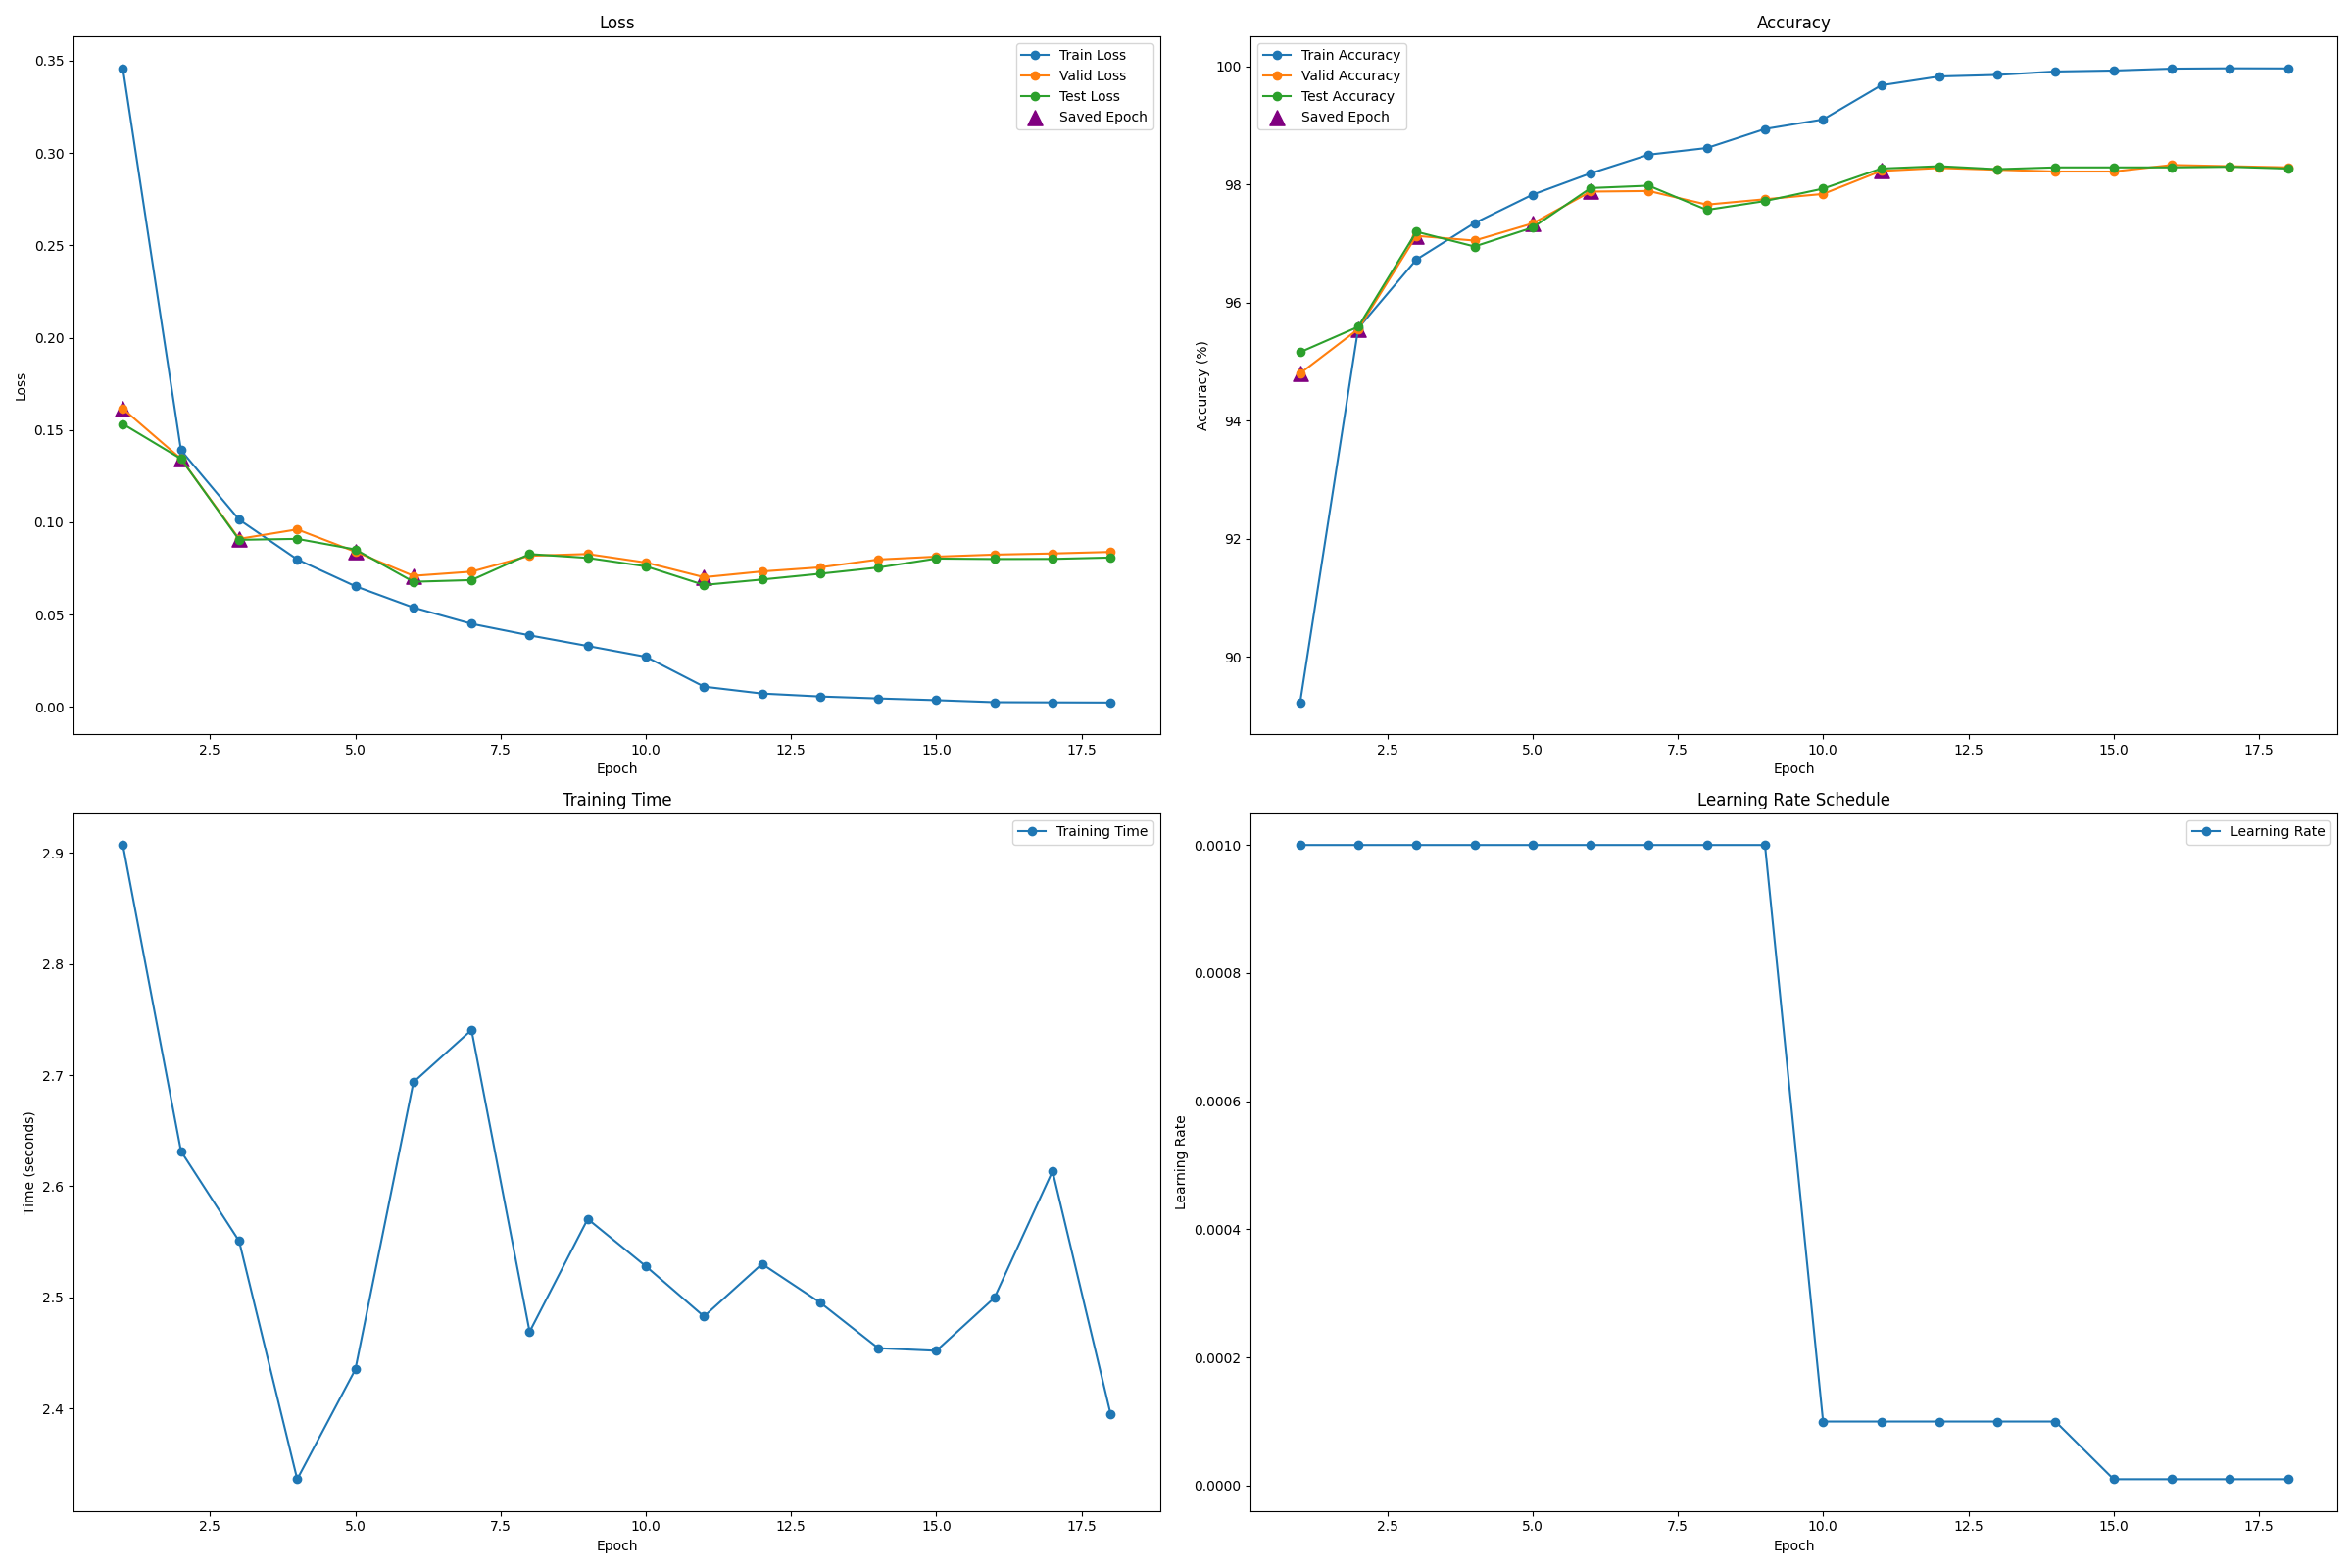 Loss
Train Loss
Valid Loss
Test Loss
Saved Epoch
0.35
0.30
0.25
0.20
0.15
0.10
0.05
0.00
Loss
2.5 5.0 7.5 10.0 12.5 15.0 17.5
Epoch
Accuracy
Train Accuracy
Valid Accuracy
Test Accuracy
Saved Epoch
100
98
96
94
92
90
Accuracy (%)
2.5 5.0 7.5 10.0 12.5 15.0 17.5
Epoch
Training Time
Training Time
2.9
2.8
2.7
2.6
2.5
2.4
Time (seconds)
2.5 5.0 7.5 10.0 12.5 15.0 17.5
Epoch
Learning Rate Schedule
Learning Rate
0.0010
0.0008
0.0006
0.0004
0.0002
0.0000
Learning Rate
2.5 5.0 7.5 10.0 12.5 15.0 17.5
Epoch